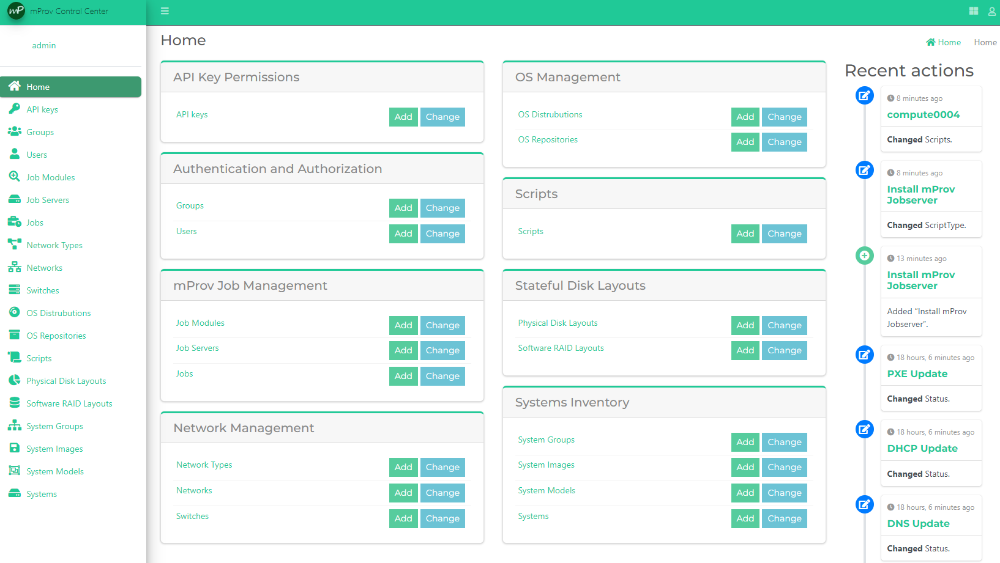 mP mProv Control Center
admin
Home
API keys
Groups
Users
Job Modules
Job Servers
Jobs
Network Types
Networks
Switches
OS Distrubutions
OS Repositories
Scripts
Physical Disk Layouts
Software RAID Layouts
System Groups
System Images
System Models
Systems
Home
Home Home
API Key Permissions
API keys Add Change
Authentication and Authorization
Groups Add Change
Users Add Change
mProv Job Management
Job Modules Add Change
Job Servers Add Change
Jobs Add Change
Network Management
Network Types Add Change
Networks Add Change
Switches Add Change
OS Management
OS Distrubutions Add Change
OS Repositories Add Change
Scripts
Scripts Add Change
Stateful Disk Layouts
Physical Disk Layouts Add Change
Software RAID Layouts Add Change
Systems Inventory
System Groups Add Change
System Images Add Change
System Models Add Change
Systems Add Change
Recent actions
8 minutes ago
compute0004
Changed Scripts.
8 minutes ago
Install mProv
Jobserver
Changed ScriptType.
13 minutes ago
Install mProv
Jobserver
Added “Install mProv
Jobserver”.
18 hours, 6 minutes ago
PXE Update
Changed Status.
18 hours, 6 minutes ago
DHCP Update
Changed Status.
18 hours, 6 minutes ago
DNS Update
Changed Status.